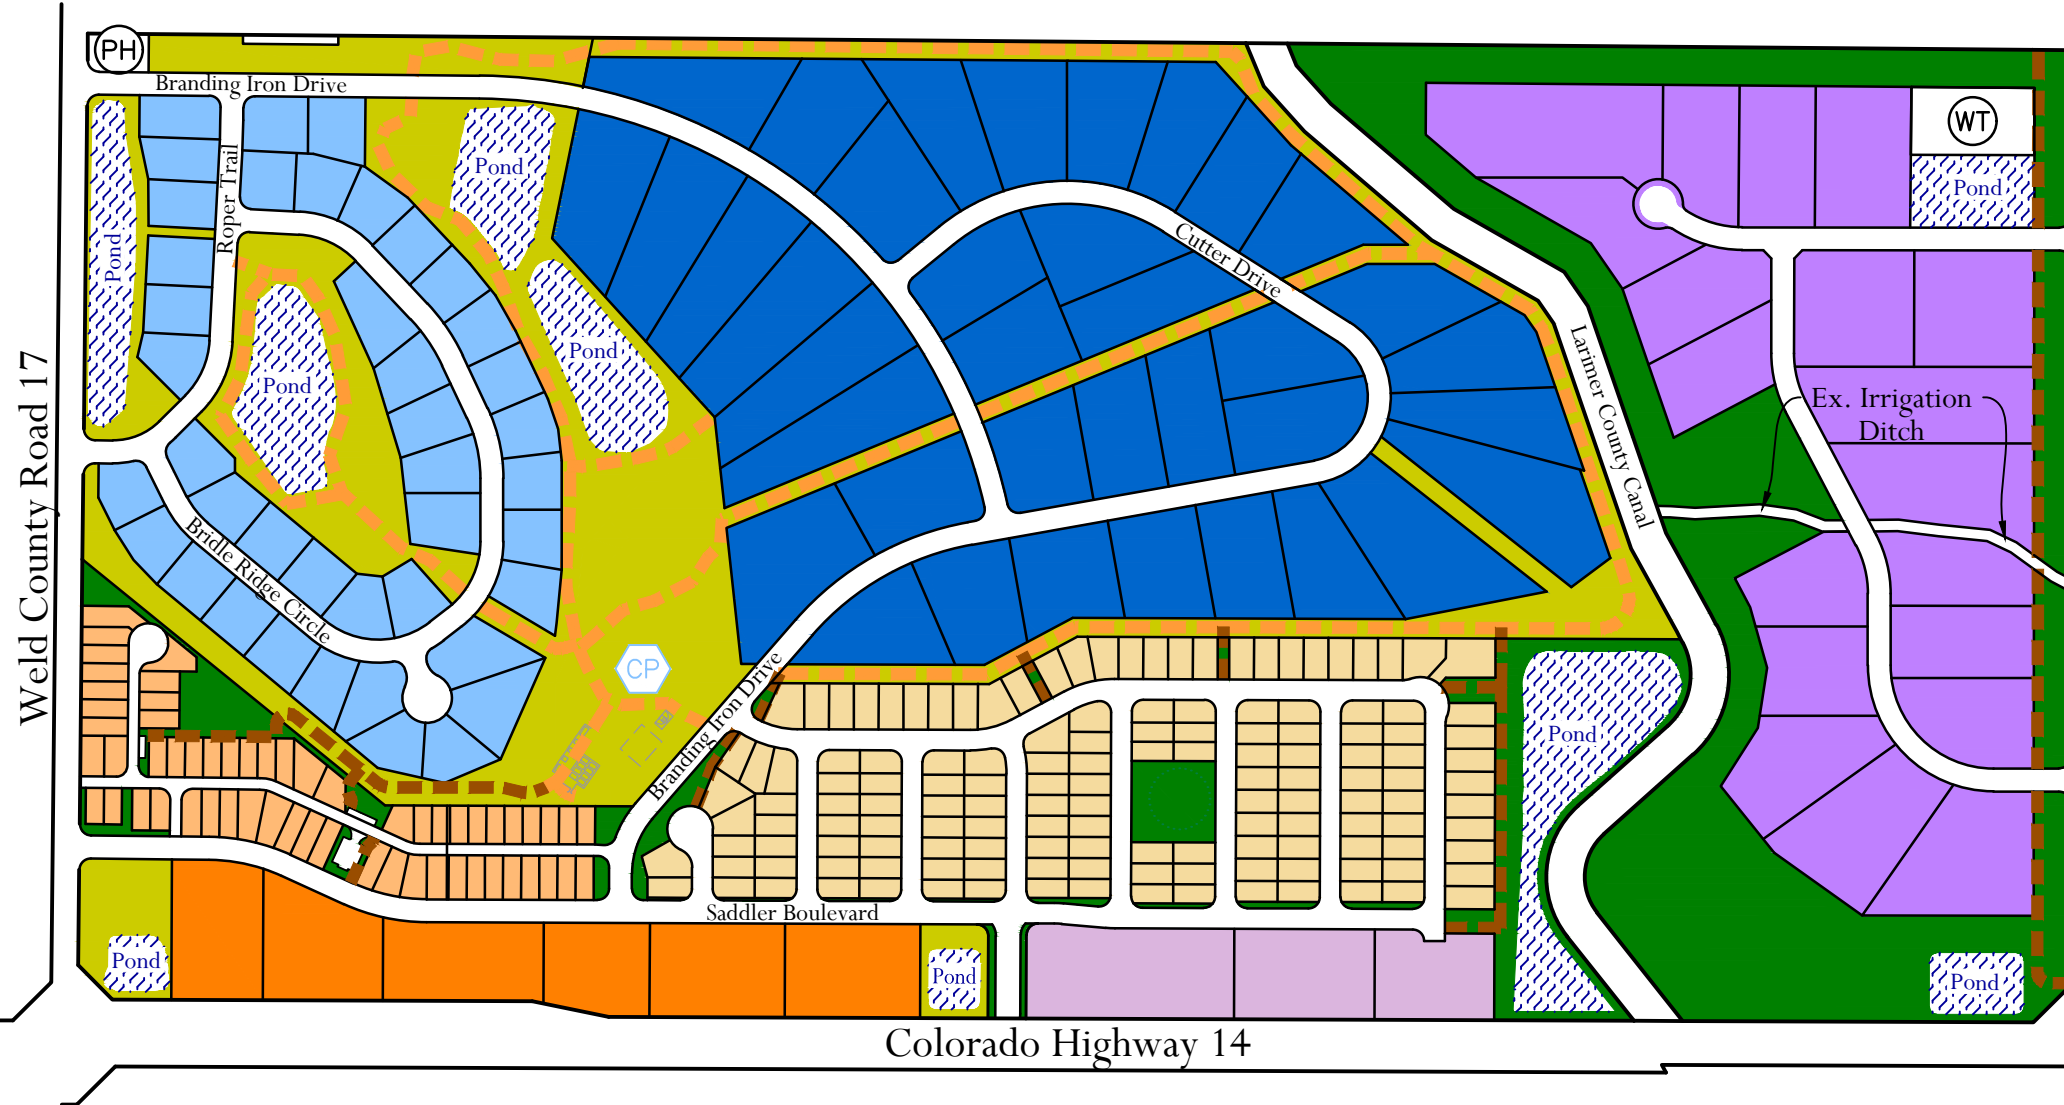 PH
Branding Iron Drive
WT
Pond
Pond
Roper Trail
Pond
Cutter Drive
Pond
Pond
Larimer County Canal
Weld County Road 17
Ex. Irrigation
Ditch
Bridle Ridge Circle
CP
Branding Iron Drive
Pond
Saddler Boulevard
Pond
Pond
Pond
Colorado Highway 14